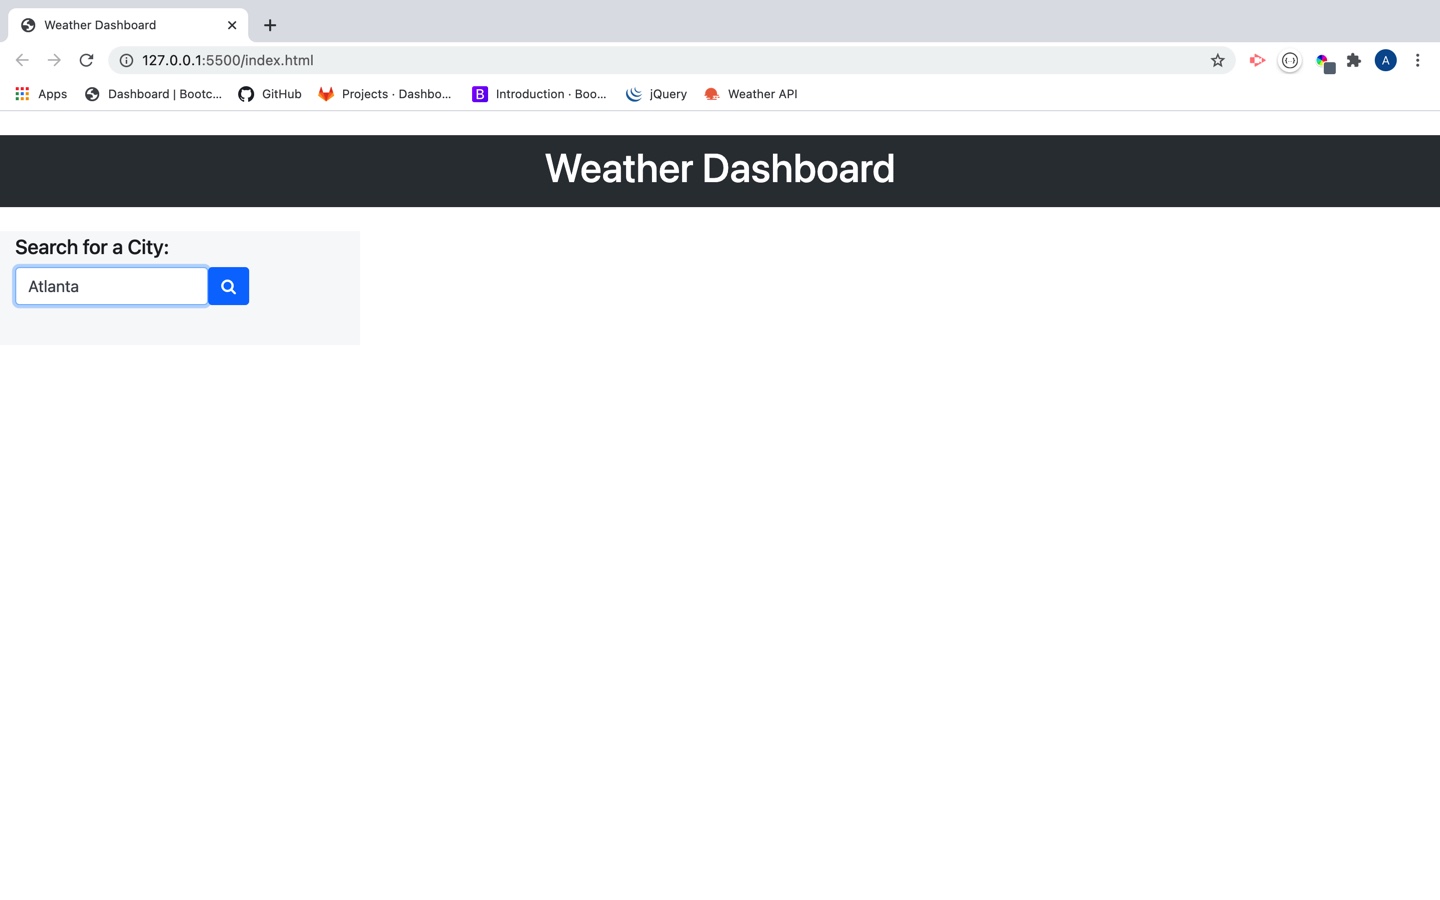 Weather Dashboard
127.0.0.1:5500/index.html
A
Apps
Dashboard | Bootc...
GitHub
Projects · Dashbo...
B
Introduction · Boo...
jQuery
Weather API
Weather Dashboard
Search for a City:
Atlanta